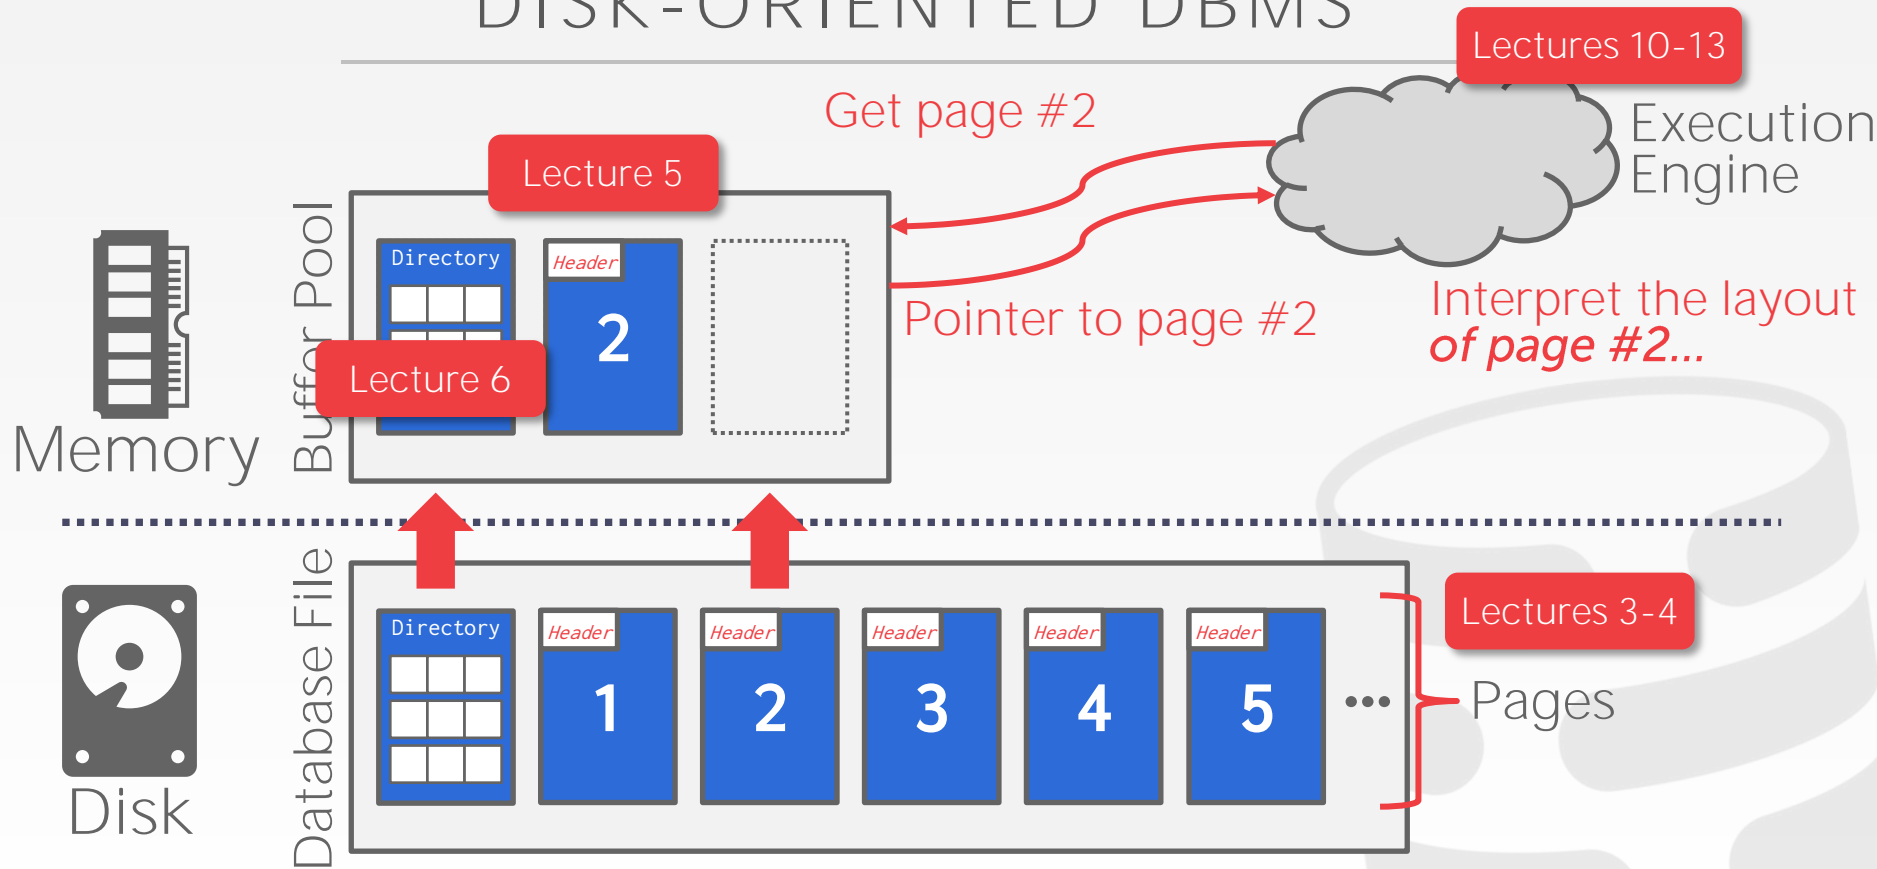 DISK-ORIENTED DBMS
Lectures 10-13
Get page #2
Execution
Engine
Lecture 5
Buffer Pool
Directory
Header
2
Pointer to page #2
Interpret the layout
of page #2...
Lecture 6
Memory
Database File
Directory
Header
1
Header
2
Header
3
Header
4
Header
5
...
Lectures 3-4
Pages
Disk